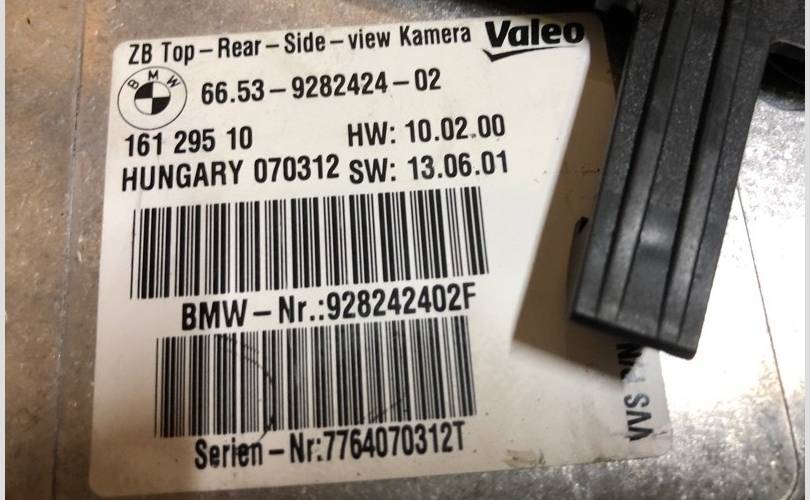 ZB Top-Rear-Side-view Kamera Valeo
BMW
66.53-9282424-02
161 295 10 HW: 10.02.00
HUNGARY 070312 SW: 13.06.01
BMW-Nr.:928242402F
Serien-Nr:7764070312T
VVS